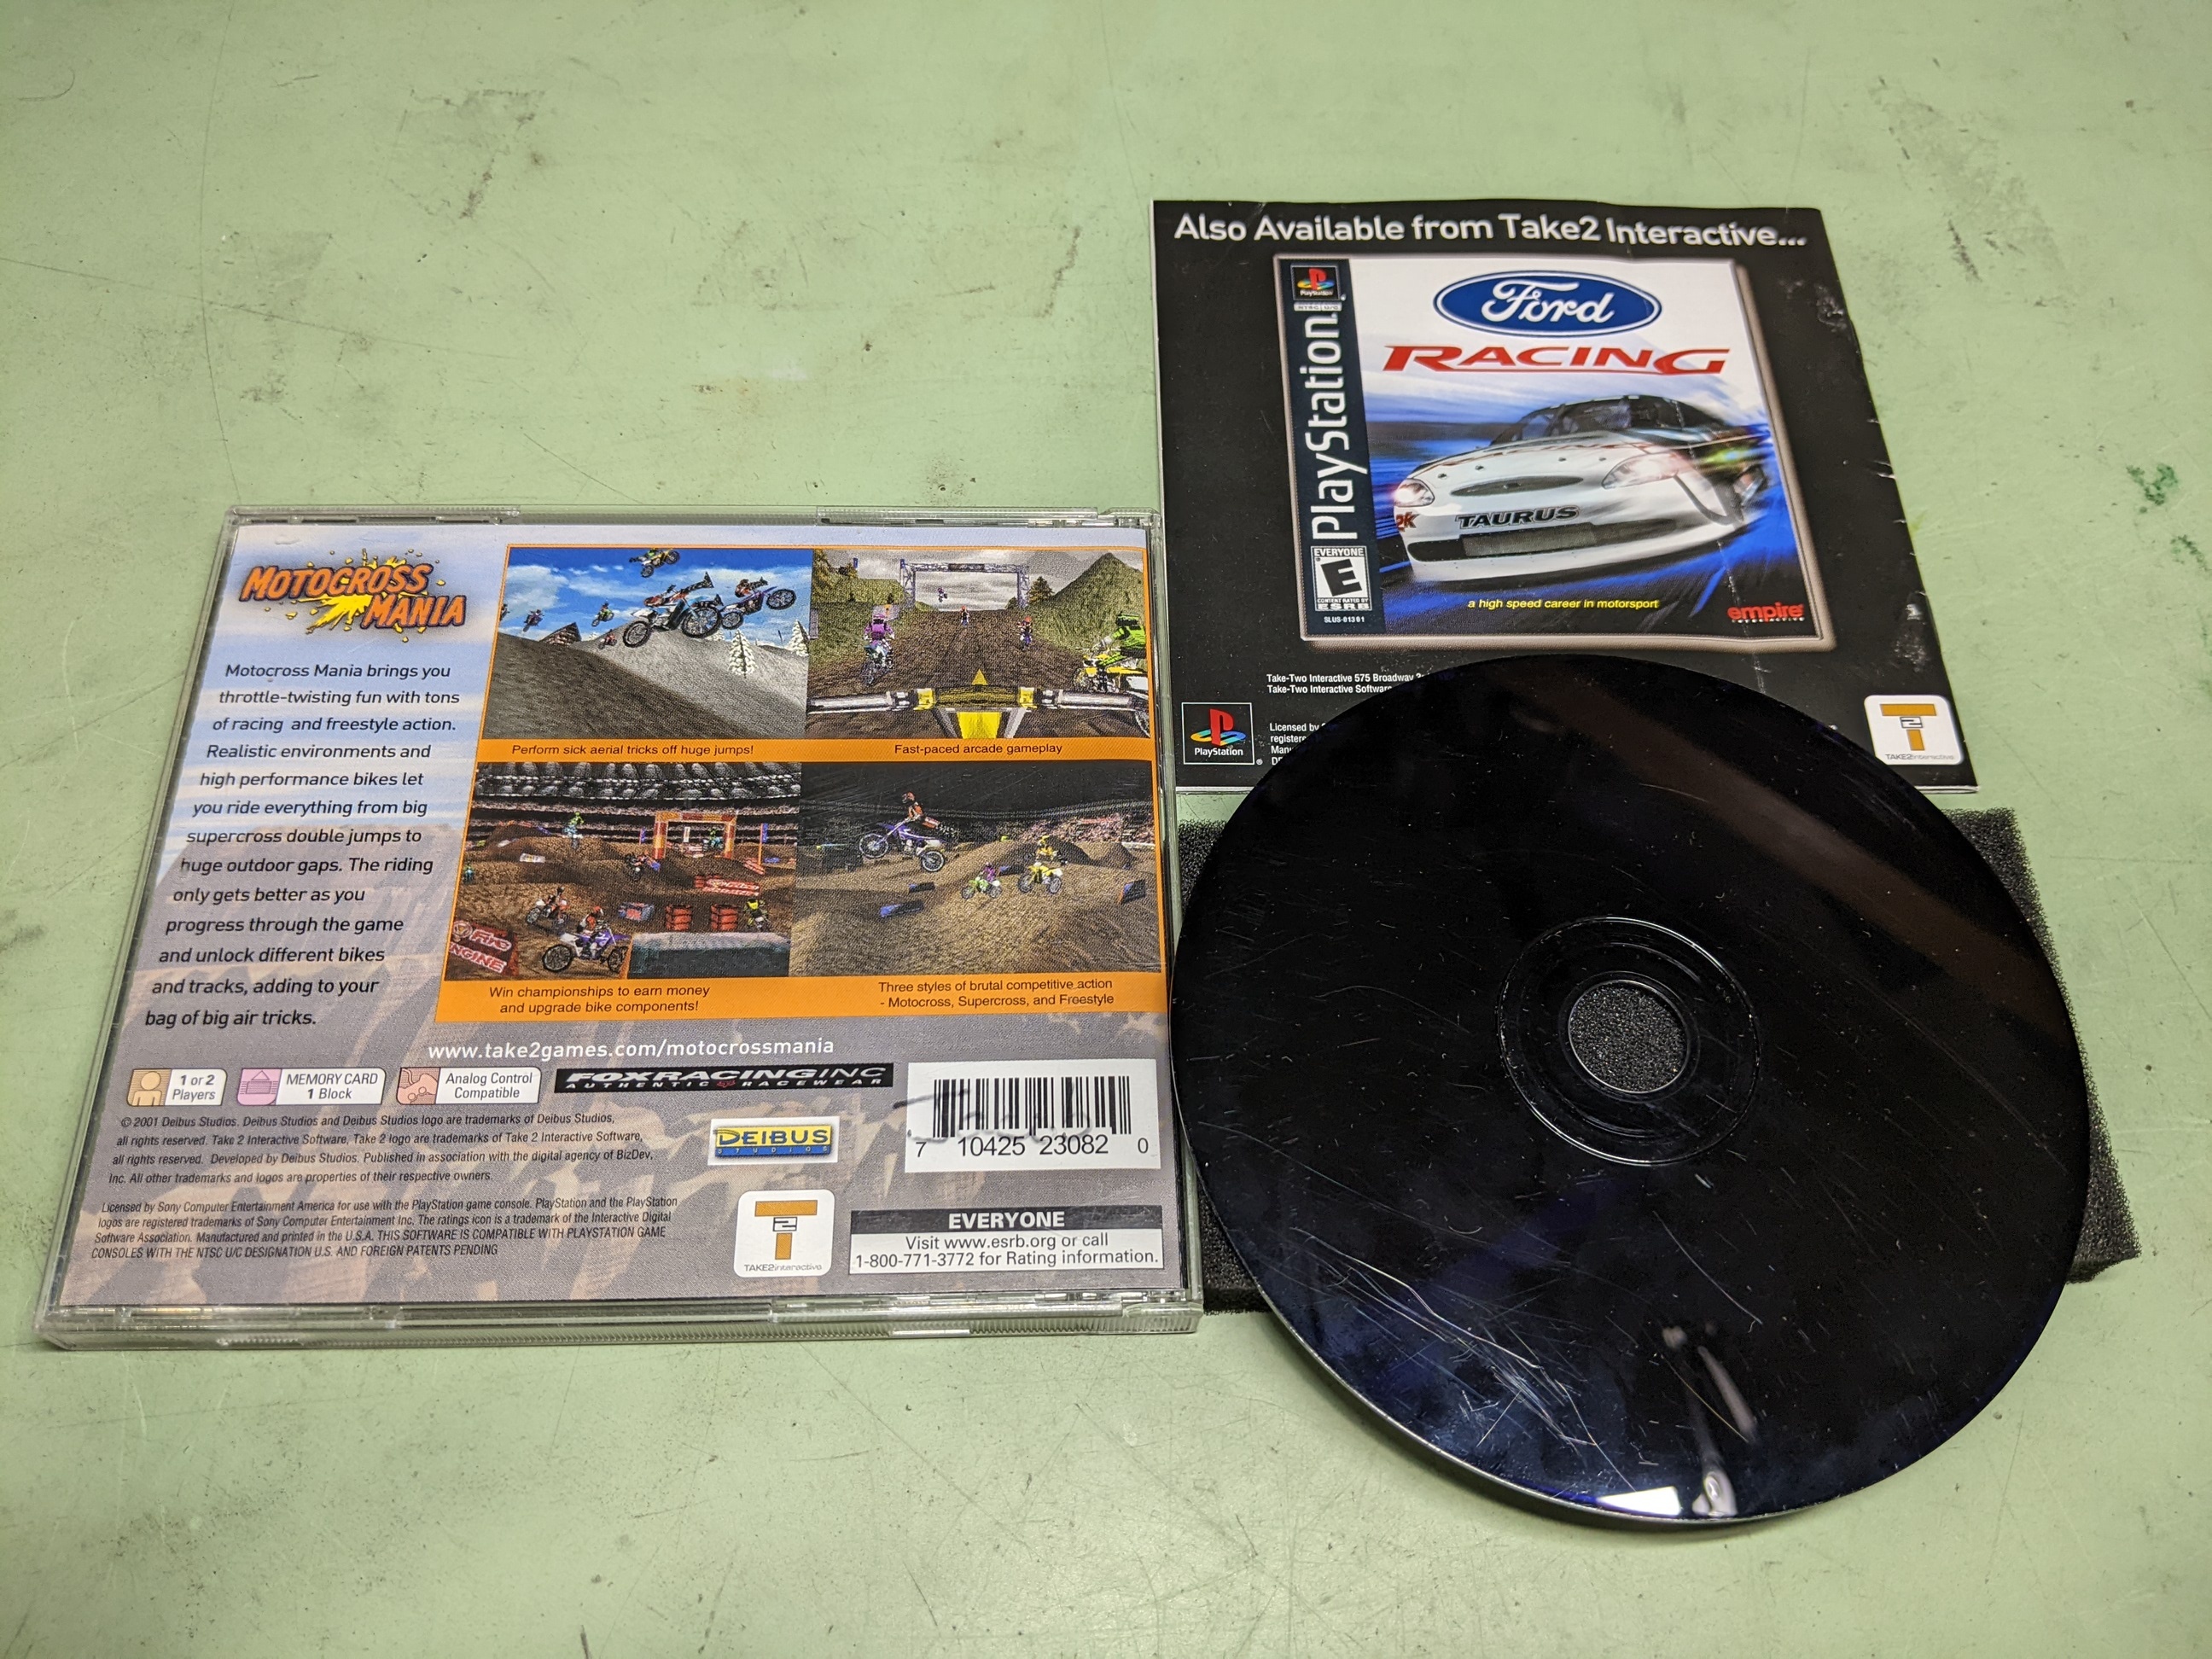 MOTOCROSS
MANIA
Motocross Mania brings you
throttle-twisting fun with tons
of racing and freestyle action.
Realistic environments and
high performance bikes let
you ride everything from big
supercross double jumps to
huge outdoor gaps. The riding
only gets better as you
progress through the game
and unlock different bikes
and tracks, adding to your
bag of big air tricks.
Perform sick aerial tricks off huge jumps!
Fast-paced arcade gameplay
FOX
Win championships to earn money
and upgrade bike components!
Three styles of brutal competitive action
- Motocross, Supercross, and Freestyle
www.take2games.com/motocrossmania
1 or 2
Players
MEMORY CARD
1 Block
Analog Control
Compatible
FOXRACINGINC
AUTHENTIC RACEWEAR
© 2001 Deibus Studios. Deibus Studios and Deibus Studios logo are trademarks of Deibus Studios,
all rights reserved. Take 2 Interactive Software, Take 2 logo are trademarks of Take 2 Interactive Software,
all rights reserved. Developed by Deibus Studios. Published in association with the digital agency of BizDev,
Inc. All other trademarks and logos are properties of their respective owners.
DEIBUS
STUDIOS
7 10425 23082 0
Licensed by Sony Computer Entertainment America for use with the PlayStation game console. PlayStation and the PlayStation
logos are registered trademarks of Sony Computer Entertainment Inc. The ratings icon is a trademark of the Interactive Digital
Software Association. Manufactured and printed in the U.S.A. THIS SOFTWARE IS COMPATIBLE WITH PLAYSTATION GAME
CONSOLES WITH THE NTSC U/C DESIGNATION U.S. AND FOREIGN PATENTS PENDING
T2
TAKE2interactive
EVERYONE
Visit www.esrb.org or call
1-800-771-3772 for Rating information.
Also Available from Take2 Interactive...
PlayStation
NTSC U/C
PlayStation
Ford
RACING
TAURUS
EVERYONE
E
CONTENT RATED BY
ESRB
SLUS-01301
a high speed career in motorsport
empire
INTERACTIVE
Take-Two Interactive 575 Broadway
Take-Two Interactive Software
PlayStation
®
Licensed by
T2
TAKE2interactive